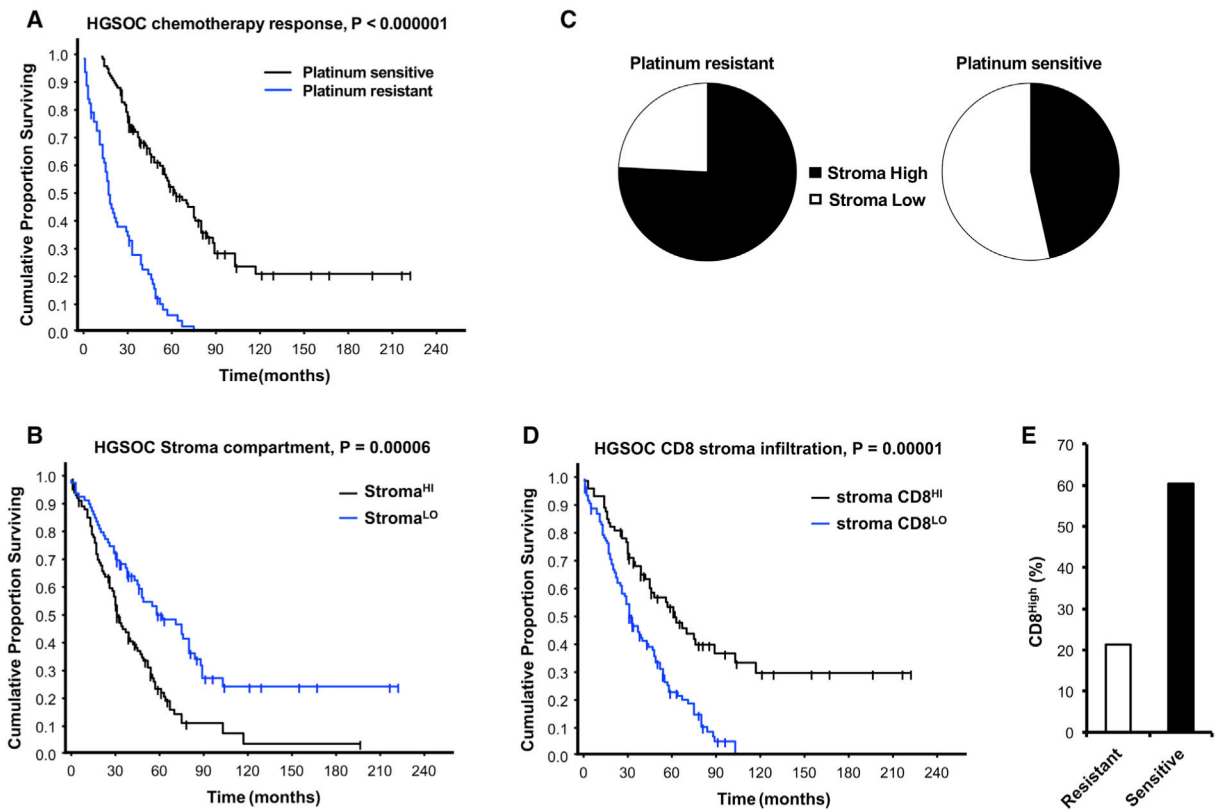 A
HGSOC chemotherapy response, P < 0.000001
Cumulative Proportion Surviving
1.0
0.9
0.8
0.7
0.6
0.5
0.4
0.3
0.2
0.1
0.0
Platinum sensitive
Platinum resistant
0 30 60 90 120 150 180 210 240
Time(months)
C
Platinum resistant
Platinum sensitive
Stroma High
Stroma Low
B
HGSOC Stroma compartment, P = 0.00006
Cumulative Proportion Surviving
1.0
0.9
0.8
0.7
0.6
0.5
0.4
0.3
0.2
0.1
0.0
StromaHI
StromaLO
0 30 60 90 120 150 180 210 240
Time (months)
D
HGSOC CD8 stroma infiltration, P = 0.00001
Cumulative Proportion Surviving
1.0
0.9
0.8
0.7
0.6
0.5
0.4
0.3
0.2
0.1
0.0
stroma CD8HI
stroma CD8LO
0 30 60 90 120 150 180 210 240
Time (months)
E
CD8High (%)
70
60
50
40
30
20
10
0
Resistant
Sensitive